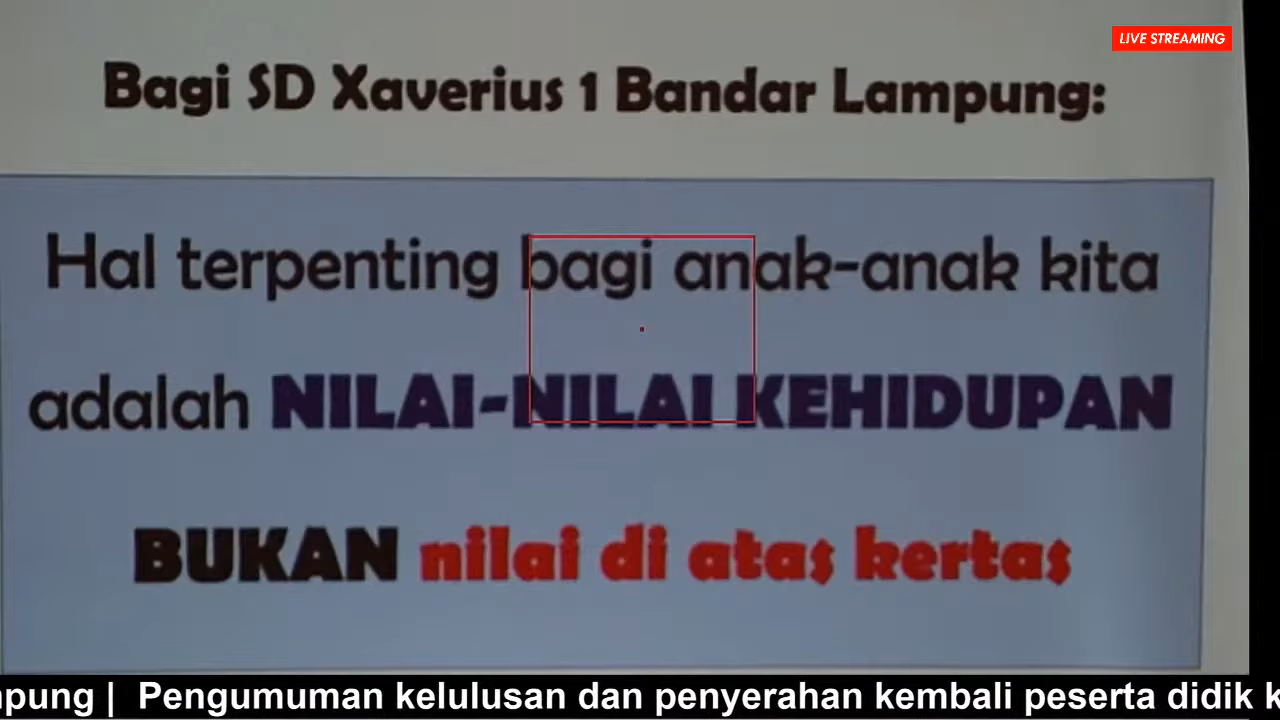 LIVE STREAMING
Bagi SD Xaverius 1 Bandar Lampung:
Hal terpenting bagi anak-anak kita
adalah NILAI-NILAI KEHIDUPAN
BUKAN nilai di atas kertas
mpung | Pengumuman kelulusan dan penyerahan kembali peserta didik k